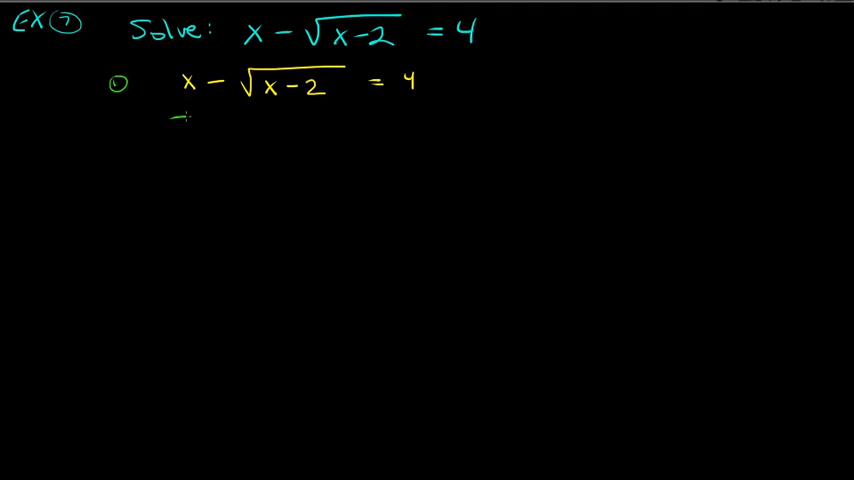 EX ⑦ Solve: x - √(x-2) = 4
① x - √(x-2) = 4
-